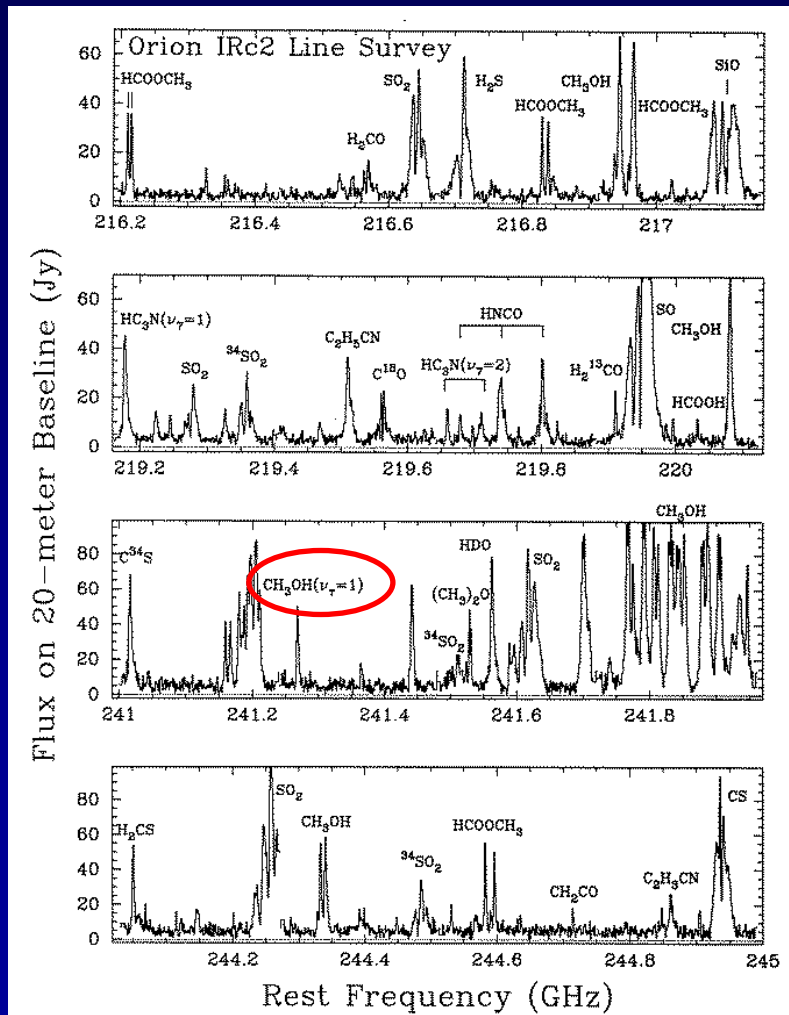 Orion IRc2 Line Survey
HCOOCH₃
H₂CO
SO₂
H₂S
HCOOCH₃
CH₃OH
HCOOCH₃
SiO
60
40
20
0
216.2 216.4 216.6 216.8 217
HC₃N(ν₇=1)
SO₂
³⁴SO₂
C₂H₅CN
C¹⁸O
HNCO
HC₃N(ν₇=2)
H₂¹³CO
SO
CH₃OH
HCOOH
60
40
20
0
219.2 219.4 219.6 219.8 220
C³⁴S
CH₃OH(ν₇=1)
³⁴SO₂
(CH₃)₂O
HDO
SO₂
CH₃OH
80
60
40
20
0
241 241.2 241.4 241.6 241.8
H₂CS
SO₂
CH₃OH
³⁴SO₂
HCOOCH₃
CH₂CO
C₂H₃CN
CS
80
60
40
20
0
244.2 244.4 244.6 244.8 245
Flux on 20-meter Baseline (Jy)
Rest Frequency (GHz)